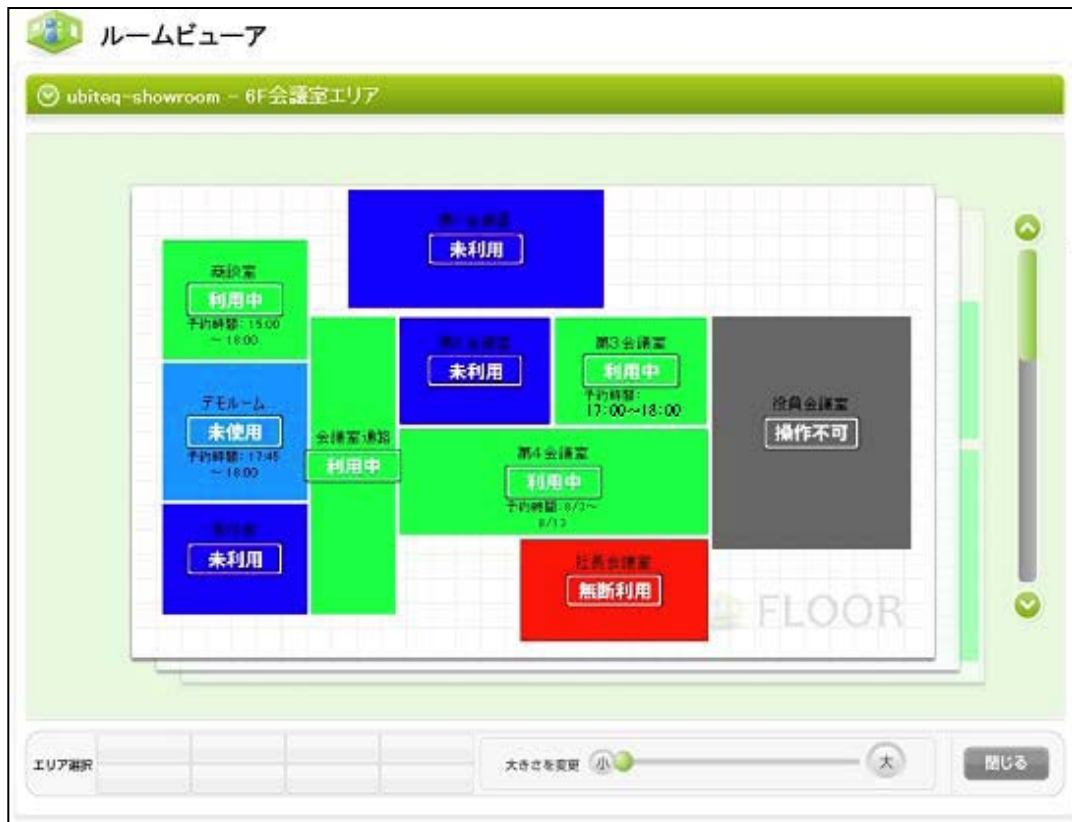 ルームビューア
ubiteq-showroom - 6F会議室エリア
未利用
商談室
利用中
予約時間: 15:00
~ 18:00
未利用
第3会議室
利用中
予約時間:
17:00~18:00
役員会議室
操作不可
デモルーム
未使用
予約時間: 17:45
~ 18:00
会議室通路
利用中
第4会議室
利用中
未利用
社長会議室
無断利用
FLOOR
エリア選択
大きさを変更
小
大
閉じる